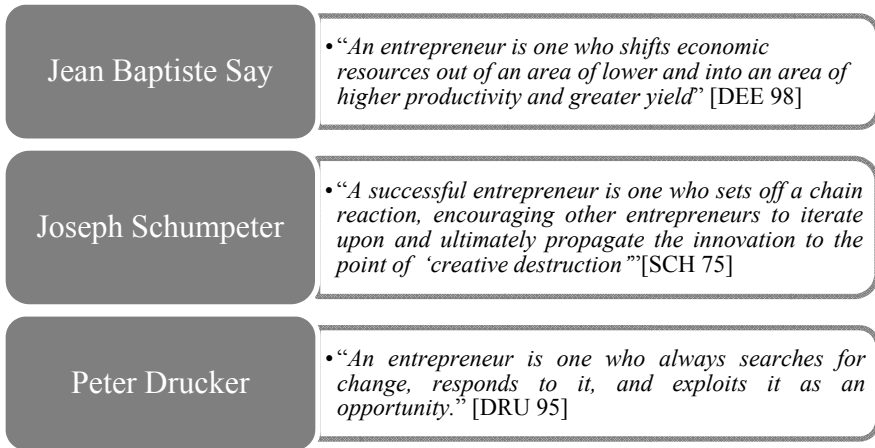 Jean Baptiste Say
•“An entrepreneur is one who shifts economic
resources out of an area of lower and into an area of
higher productivity and greater yield” [DEE 98]
Joseph Schumpeter
•“A successful entrepreneur is one who sets off a chain
reaction, encouraging other entrepreneurs to iterate
upon and ultimately propagate the innovation to the
point of ‘creative destruction’”[SCH 75]
Peter Drucker
•“An entrepreneur is one who always searches for
change, responds to it, and exploits it as an
opportunity.” [DRU 95]